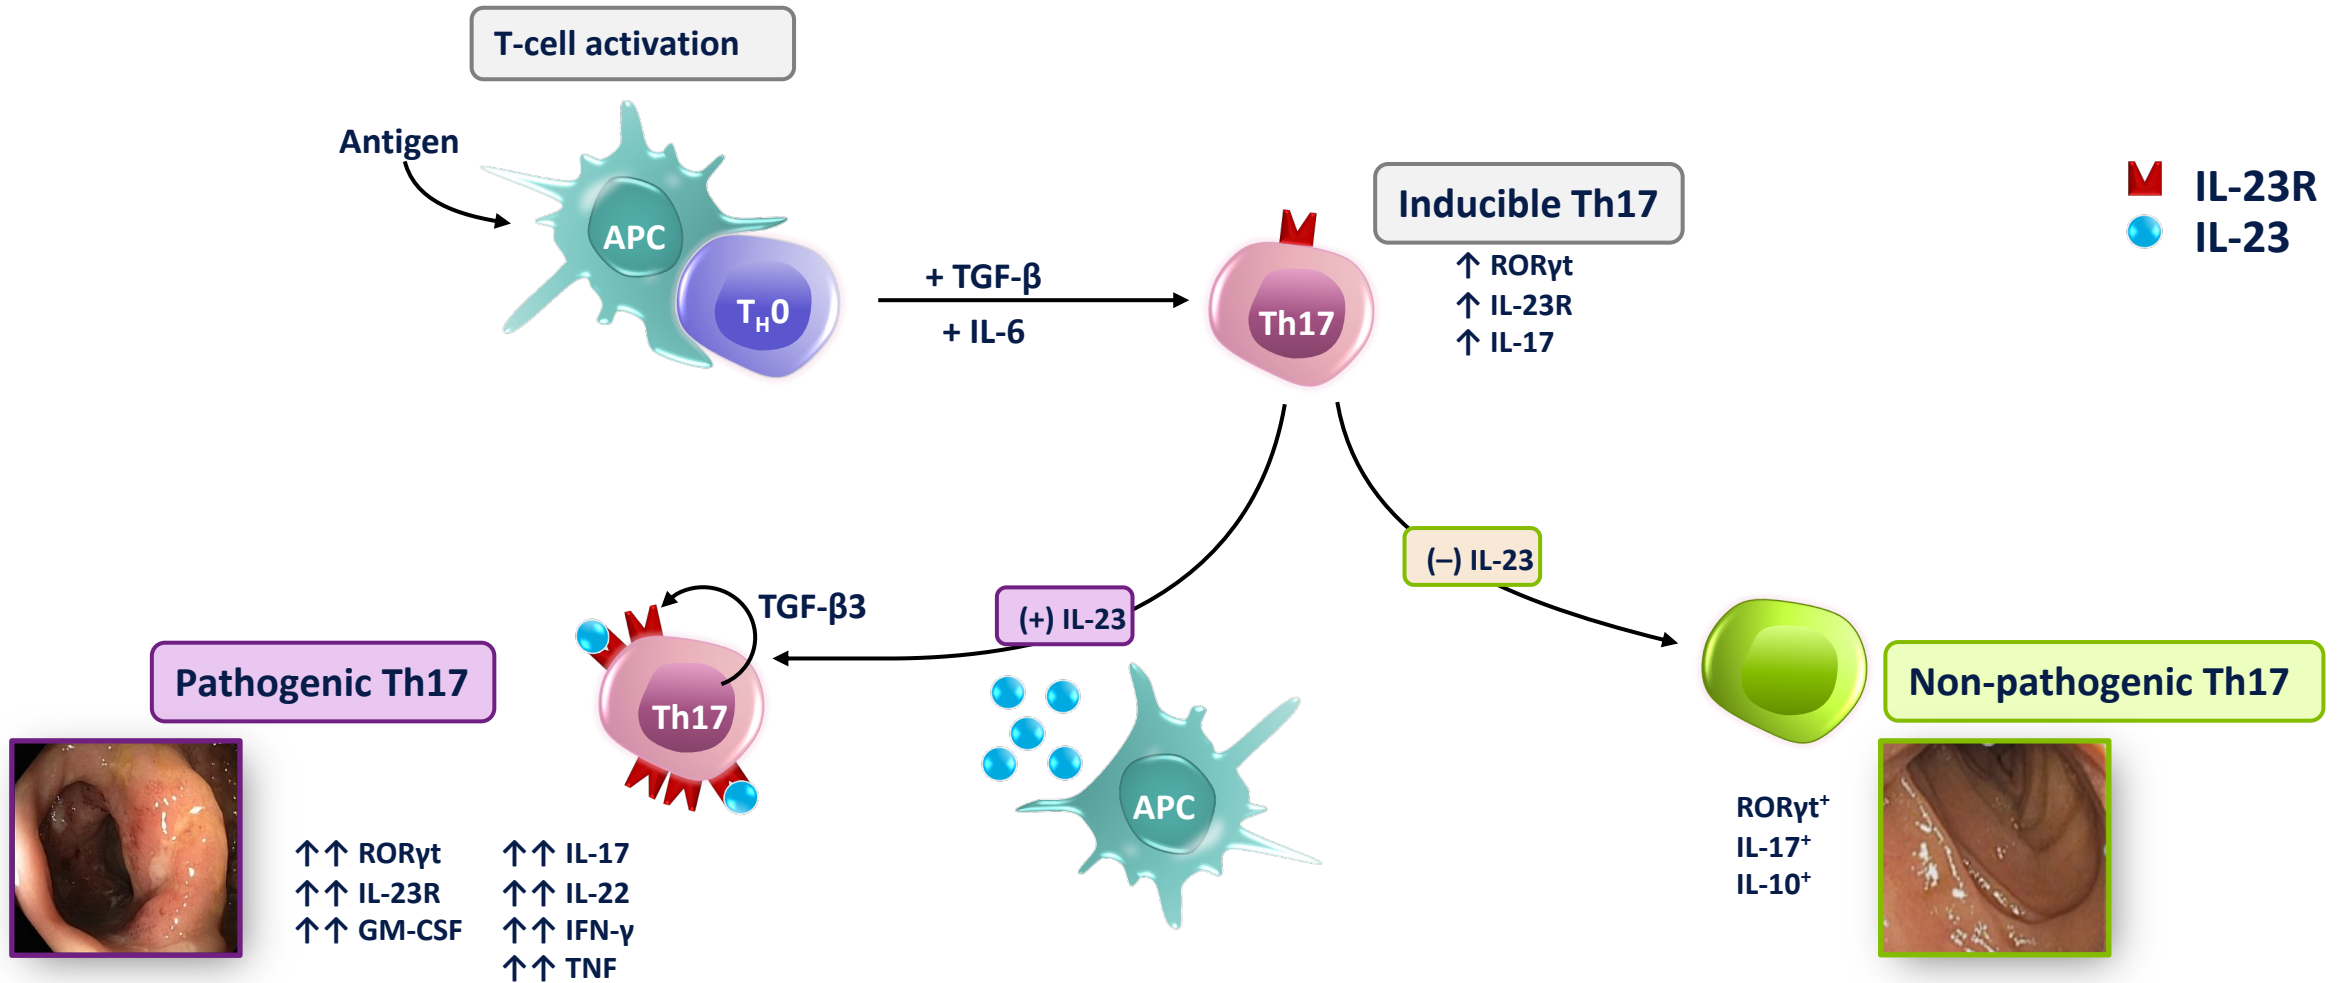 T-cell activation
Antigen
APC
TH0
+ TGF-β
+ IL-6
Th17
Inducible Th17
↑ RORγt
↑ IL-23R
↑ IL-17
IL-23R
IL-23
(–) IL-23
(+) IL-23
TGF-β3
Pathogenic Th17
Th17
APC
Non-pathogenic Th17
↑↑ RORγt
↑↑ IL-23R
↑↑ GM-CSF
↑↑ IL-17
↑↑ IL-22
↑↑ IFN-γ
↑↑ TNF
RORγt⁺
IL-17⁺
IL-10⁺